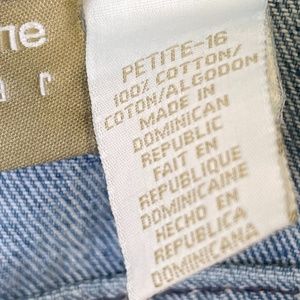 PETITE-16
100% COTTON/
COTON/ALGODON
MADE IN
DOMINICAN
REPUBLIC
FAIT EN
REPUBLIQUE
DOMINICAINE
HECHO EN
REPUBLICA
DOMINICANA